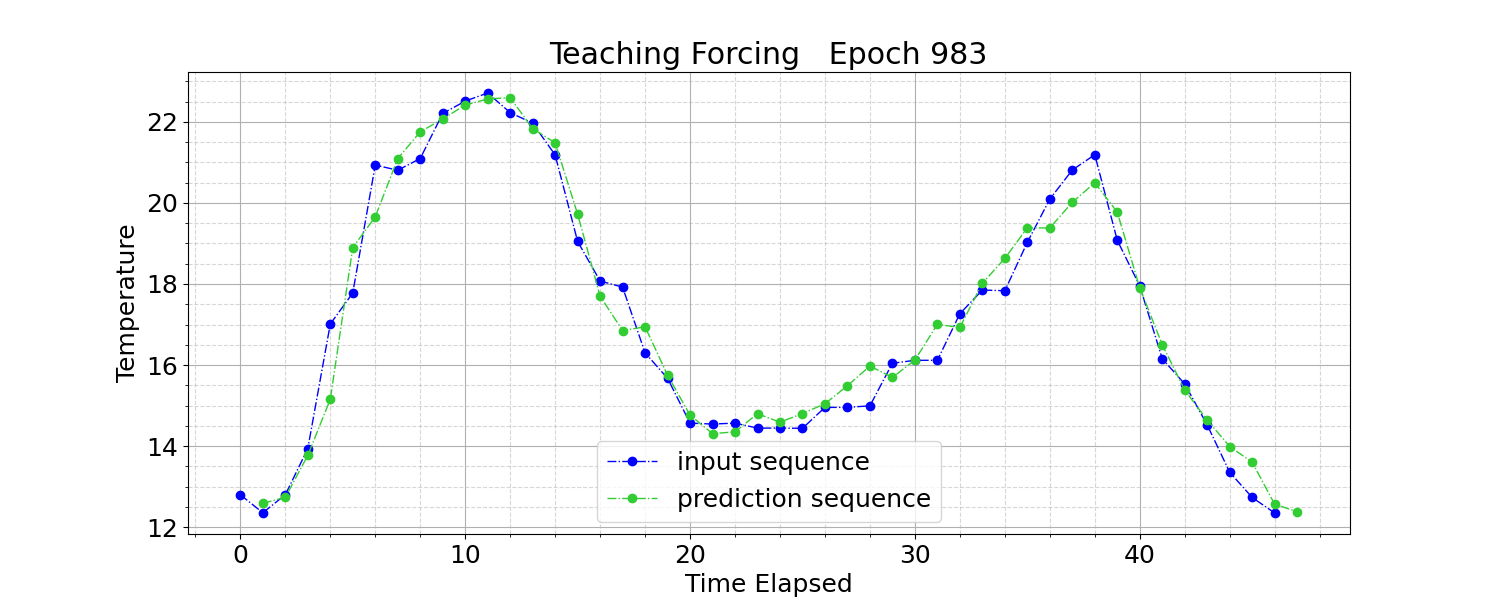 Teaching Forcing   Epoch 983
Temperature
22
20
18
16
14
12
input sequence
prediction sequence
0 10 20 30 40
Time Elapsed